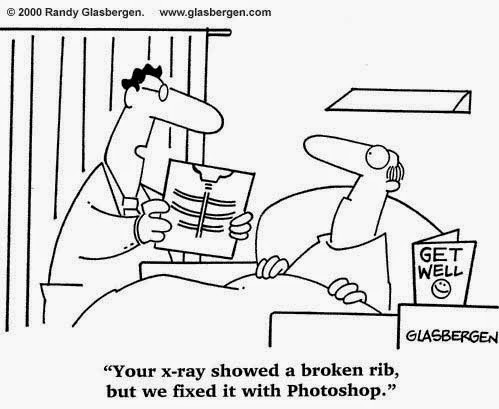 © 2000 Randy Glasbergen. www.glasbergen.com
GET
WELL
GLASBERGEN
“Your x-ray showed a broken rib,
but we fixed it with Photoshop.”